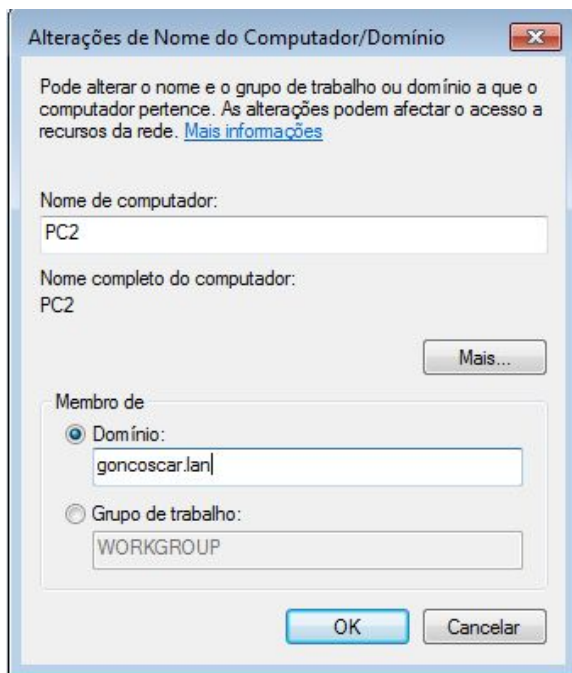 Alterações de Nome do Computador/Domínio
Pode alterar o nome e o grupo de trabalho ou domínio a que o
computador pertence. As alterações podem afectar o acesso a
recursos da rede. Mais informações
Nome de computador:
PC2
Nome completo do computador:
PC2
Mais...
Membro de
Domínio:
goncoscar.lan
Grupo de trabalho:
WORKGROUP
OK Cancelar